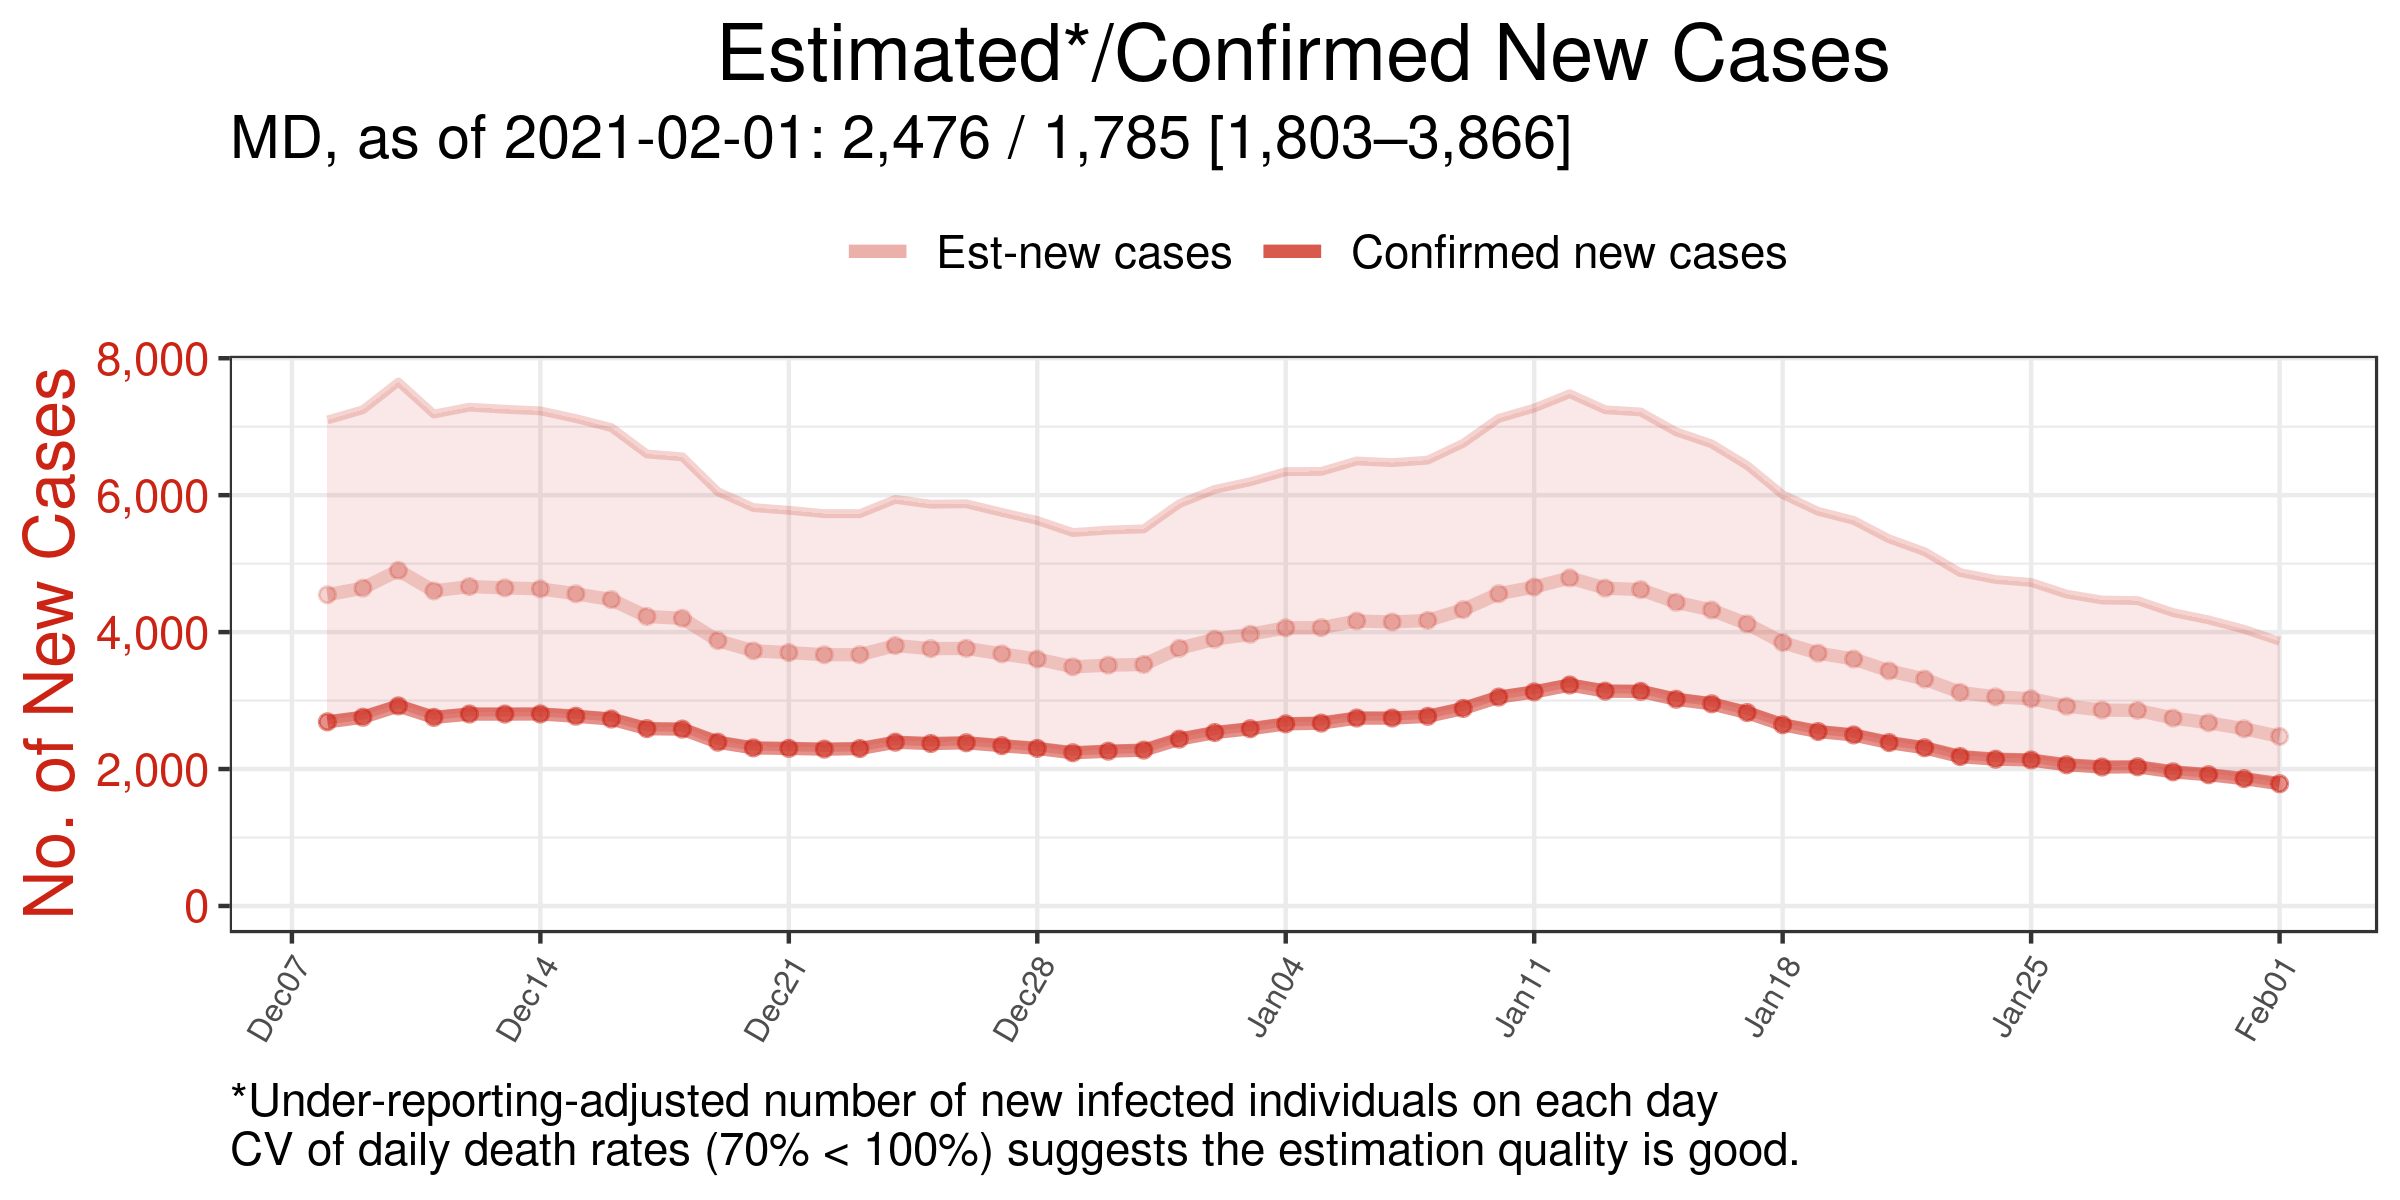 Estimated*/Confirmed New Cases
MD, as of 2021-02-01: 2,476 / 1,785 [1,803–3,866]
Est-new cases
Confirmed new cases
No. of New Cases
8,000
6,000
4,000
2,000
0
Dec07
Dec14
Dec21
Dec28
Jan04
Jan11
Jan18
Jan25
Feb01
*Under-reporting-adjusted number of new infected individuals on each day
CV of daily death rates (70% < 100%) suggests the estimation quality is good.